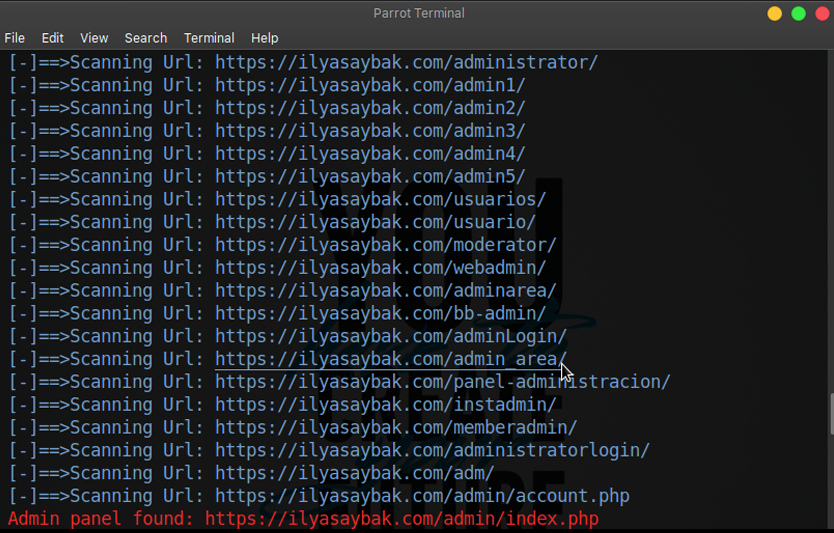 Parrot Terminal
File Edit View Search Terminal Help
[-]==>Scanning Url: https://ilyasaybak.com/administrator/
[-]==>Scanning Url: https://ilyasaybak.com/admin1/
[-]==>Scanning Url: https://ilyasaybak.com/admin2/
[-]==>Scanning Url: https://ilyasaybak.com/admin3/
[-]==>Scanning Url: https://ilyasaybak.com/admin4/
[-]==>Scanning Url: https://ilyasaybak.com/admin5/
[-]==>Scanning Url: https://ilyasaybak.com/usuarios/
[-]==>Scanning Url: https://ilyasaybak.com/usuario/
[-]==>Scanning Url: https://ilyasaybak.com/moderator/
[-]==>Scanning Url: https://ilyasaybak.com/webadmin/
[-]==>Scanning Url: https://ilyasaybak.com/adminarea/
[-]==>Scanning Url: https://ilyasaybak.com/bb-admin/
[-]==>Scanning Url: https://ilyasaybak.com/adminLogin/
[-]==>Scanning Url: https://ilyasaybak.com/admin_area/
[-]==>Scanning Url: https://ilyasaybak.com/panel-administracion/
[-]==>Scanning Url: https://ilyasaybak.com/instadmin/
[-]==>Scanning Url: https://ilyasaybak.com/memberadmin/
[-]==>Scanning Url: https://ilyasaybak.com/administratorlogin/
[-]==>Scanning Url: https://ilyasaybak.com/adm/
[-]==>Scanning Url: https://ilyasaybak.com/admin/account.php
Admin panel found: https://ilyasaybak.com/admin/index.php
YOU
CREATE